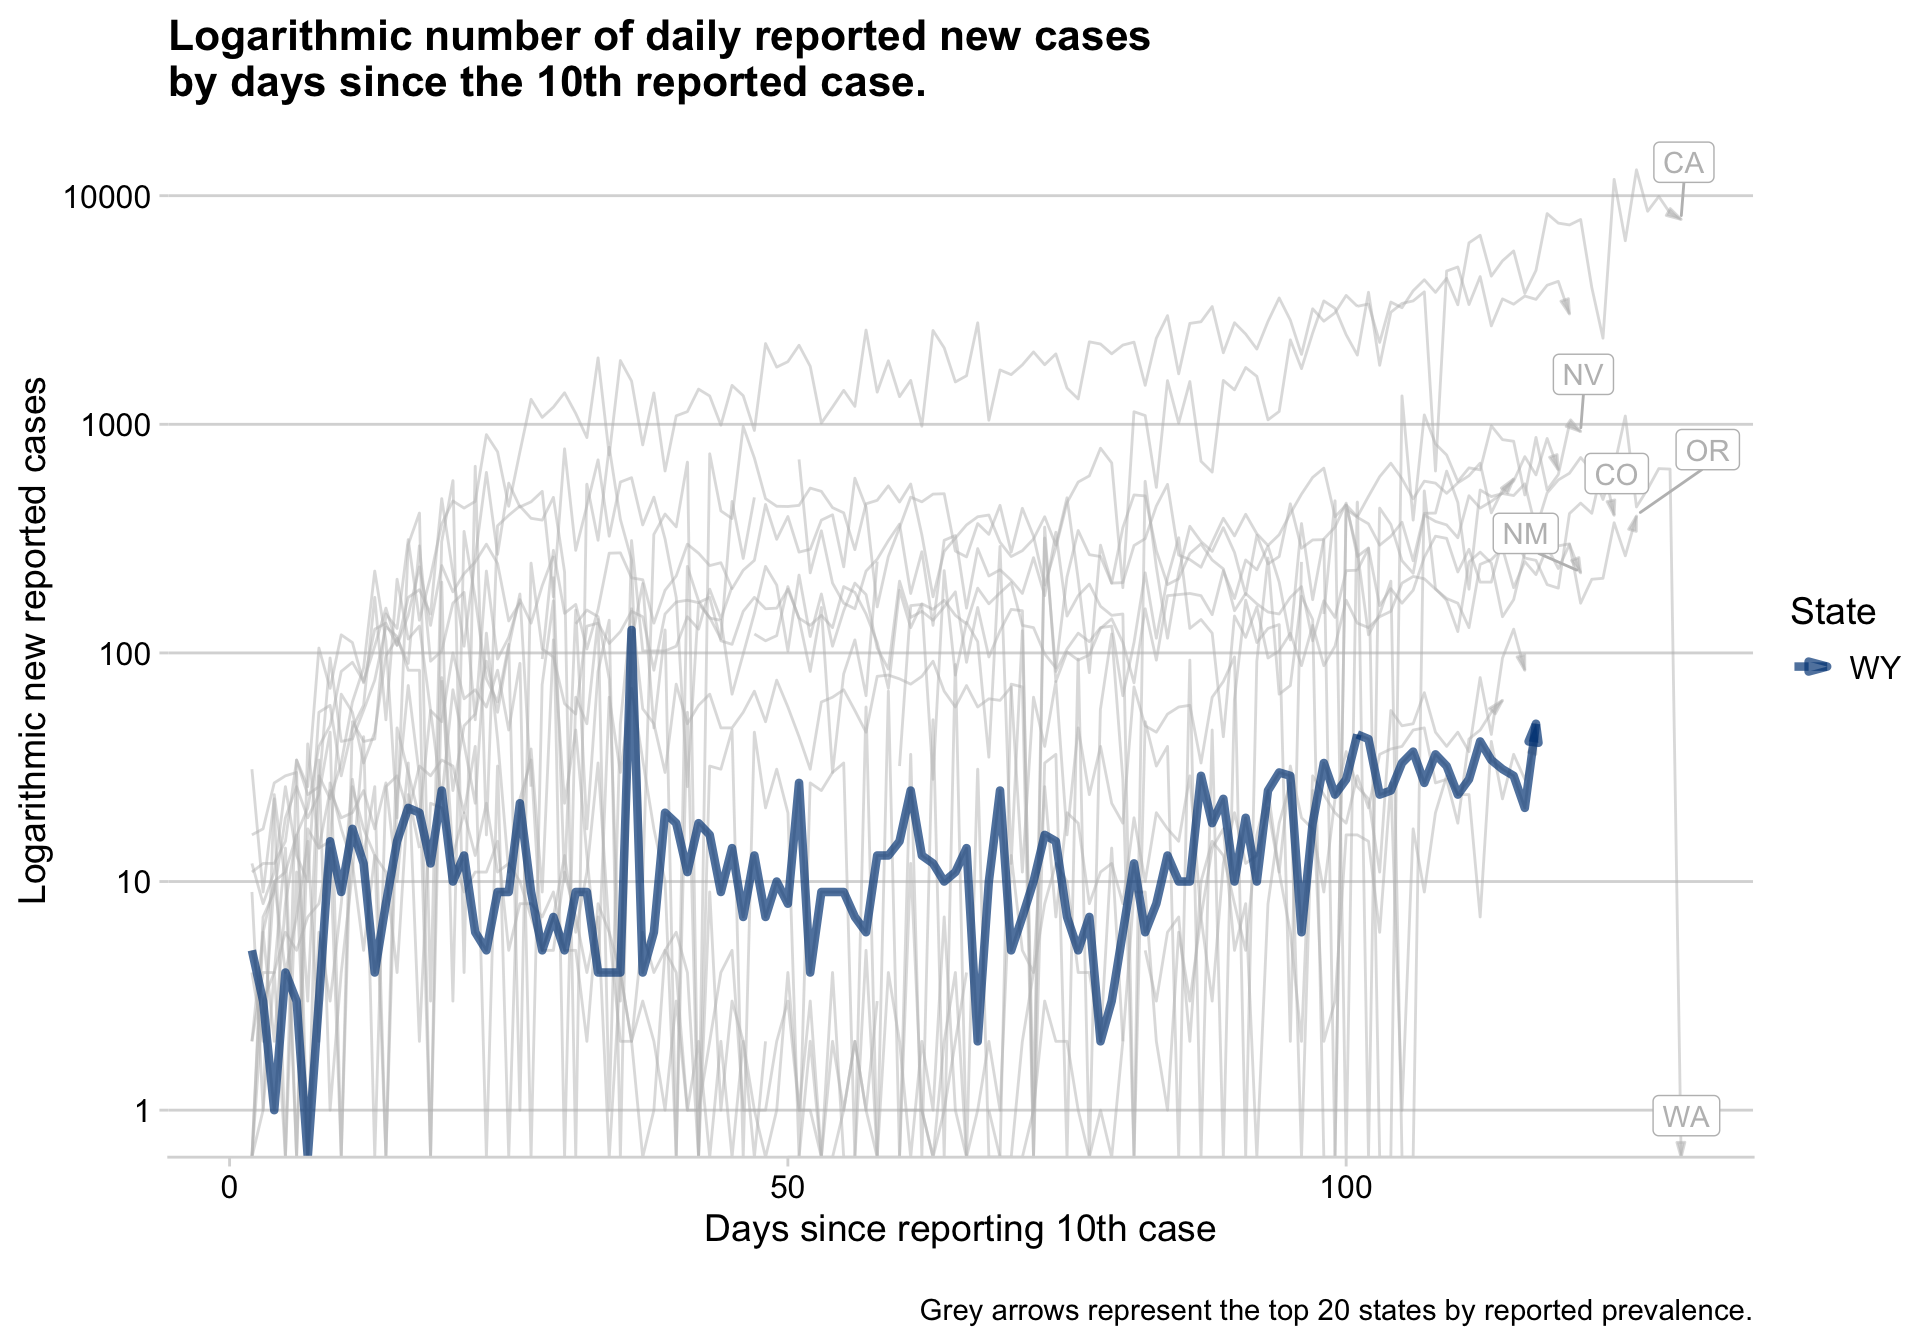 Logarithmic number of daily reported new cases
by days since the 10th reported case.
Logarithmic new reported cases
10000
1000
100
10
1
CA
NV
OR
CO
NM
WA
State
WY
0
50
100
Days since reporting 10th case
Grey arrows represent the top 20 states by reported prevalence.